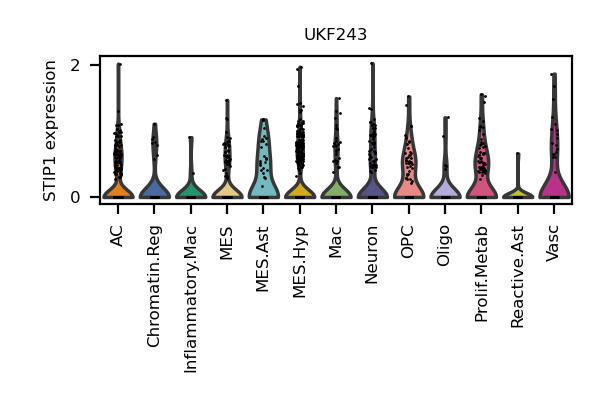 UKF243
STIP1 expression
2
0
AC
Chromatin.Reg
Inflammatory.Mac
MES
MES.Ast
MES.Hyp
Mac
Neuron
OPC
Oligo
Prolif.Metab
Reactive.Ast
Vasc